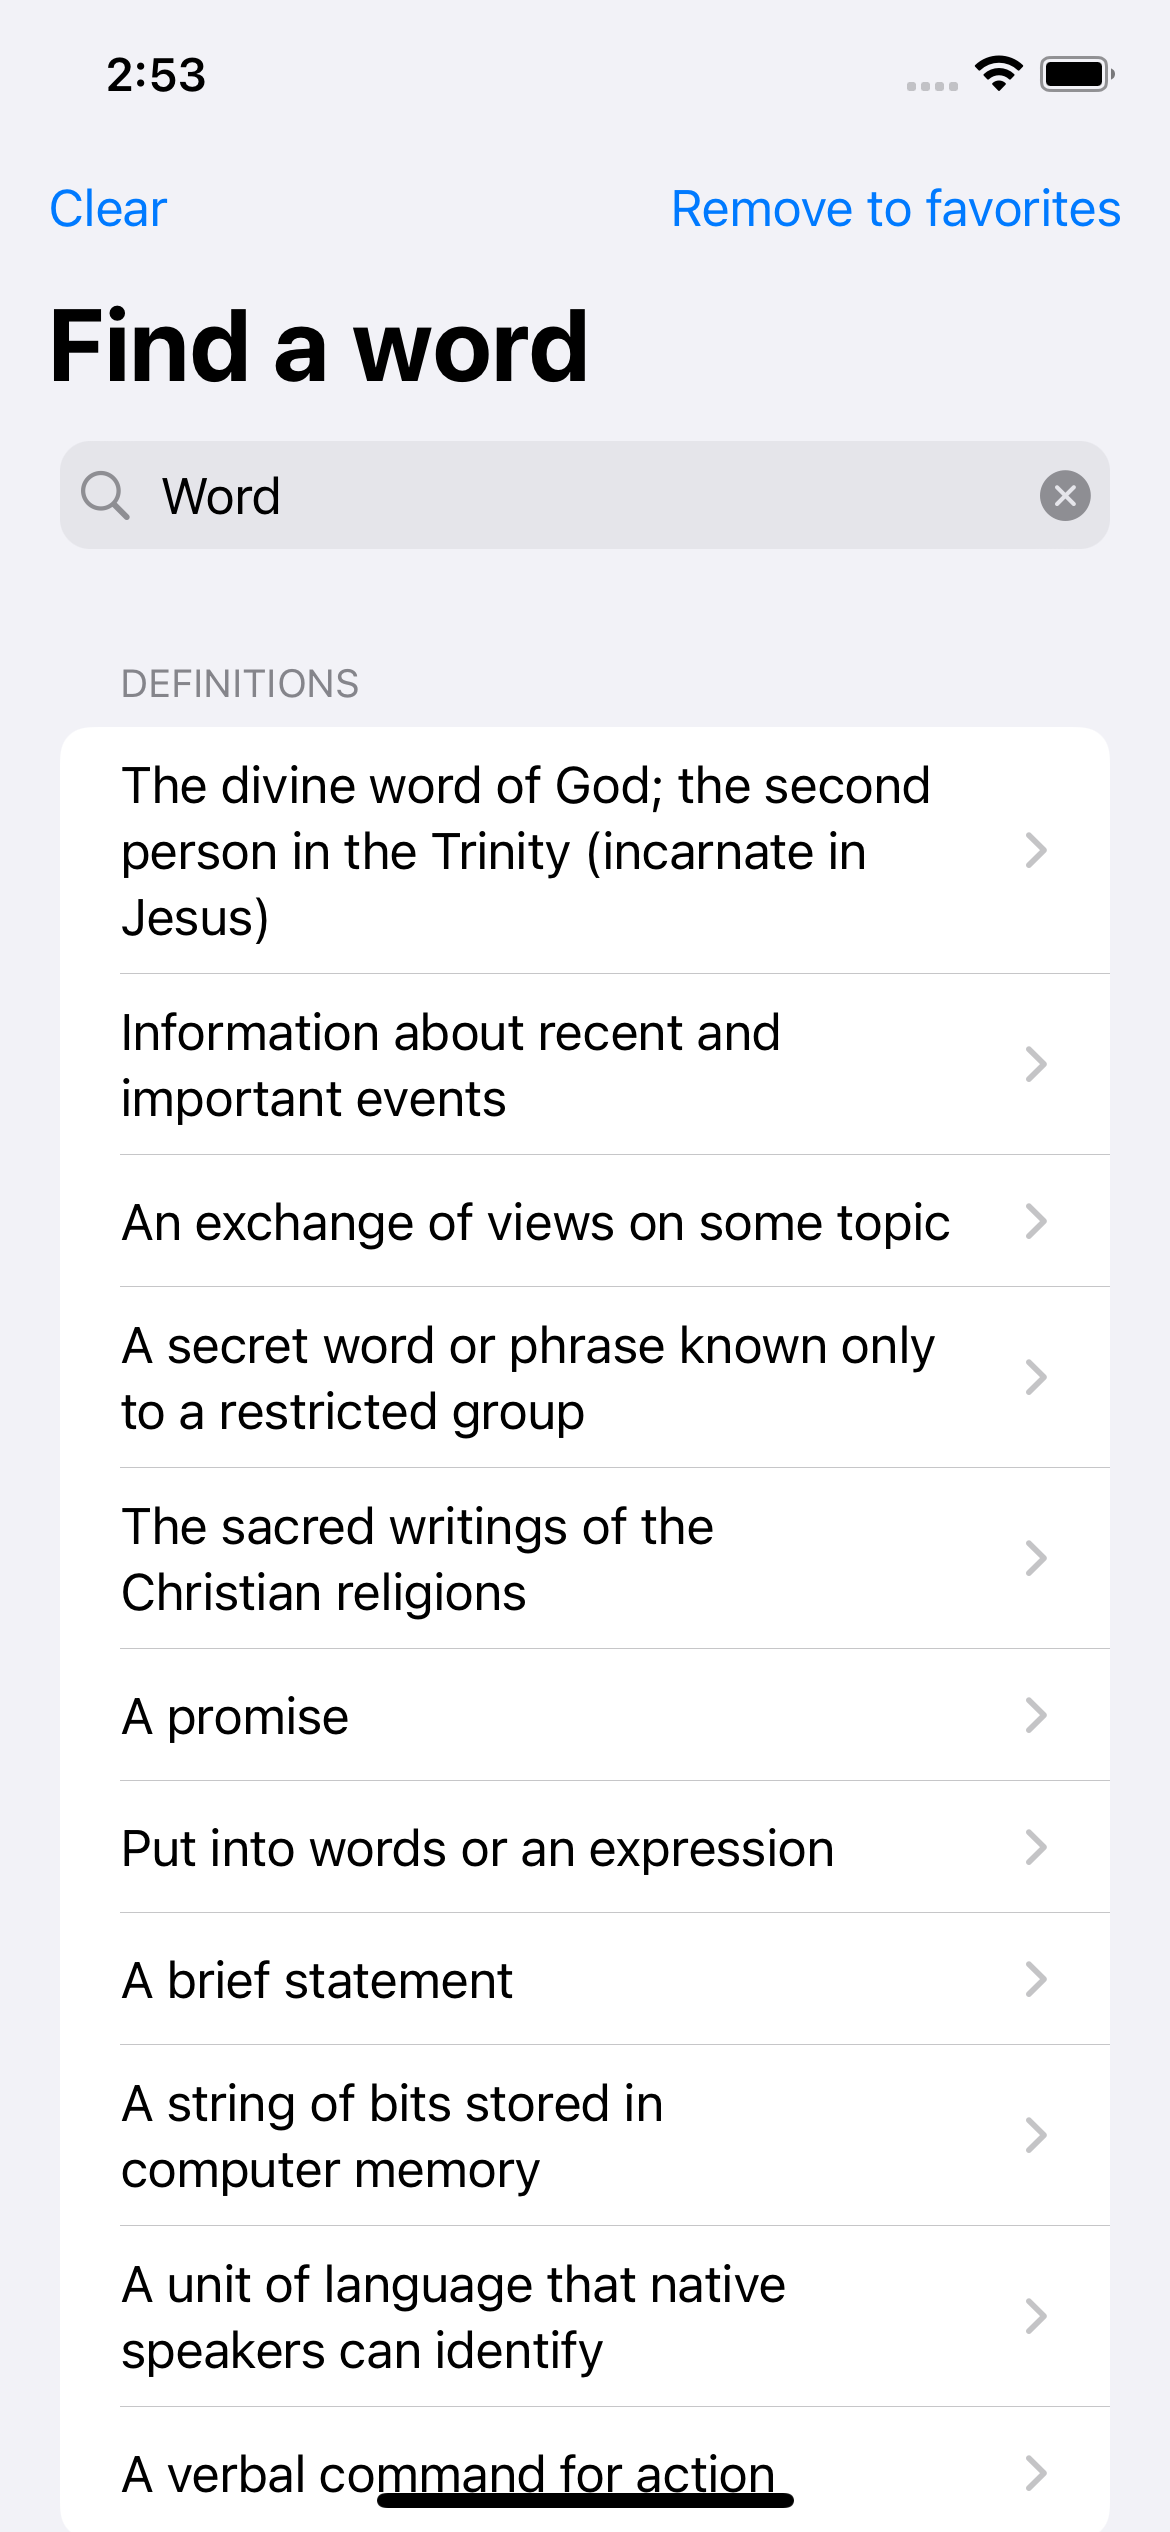 2:53
Clear
Remove to favorites
Find a word
Word
DEFINITIONS
The divine word of God; the second
person in the Trinity (incarnate in
Jesus)
Information about recent and
important events
An exchange of views on some topic
A secret word or phrase known only
to a restricted group
The sacred writings of the
Christian religions
A promise
Put into words or an expression
A brief statement
A string of bits stored in
computer memory
A unit of language that native
speakers can identify
A verbal command for action